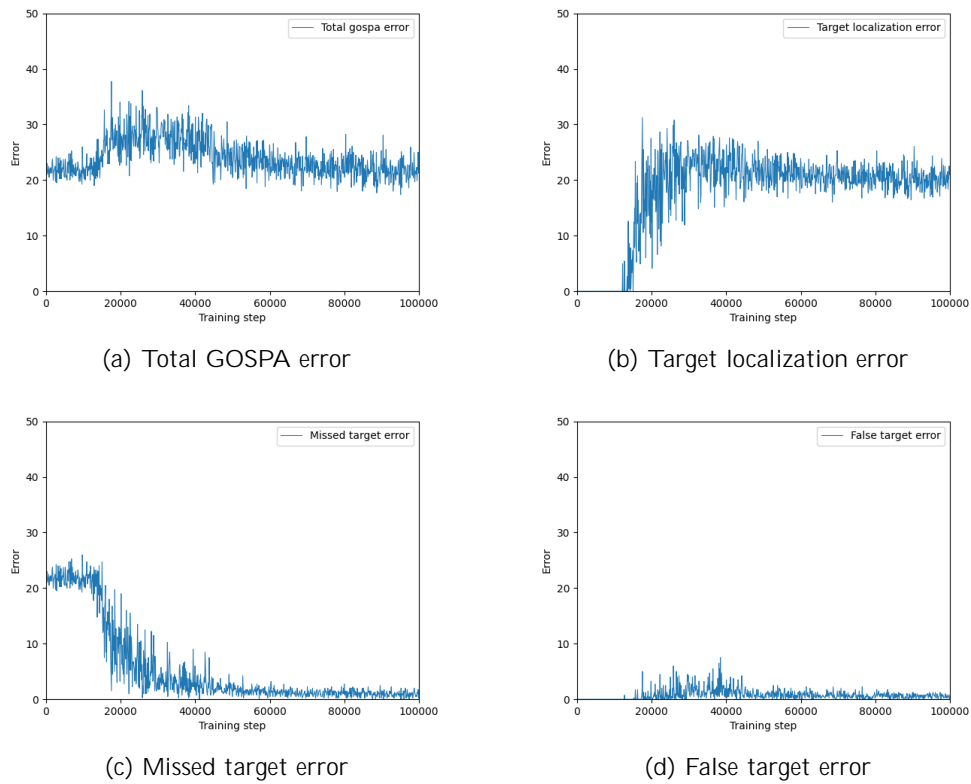 50
40
30
20
10
0
Error
Total gospa error
0 20000 40000 60000 80000 100000
Training step
(a) Total GOSPA error
50
40
30
20
10
0
Error
Target localization error
0 20000 40000 60000 80000 100000
Training step
(b) Target localization error
50
40
30
20
10
0
Error
Missed target error
0 20000 40000 60000 80000 100000
Training step
(c) Missed target error
50
40
30
20
10
0
Error
False target error
0 20000 40000 60000 80000 100000
Training step
(d) False target error